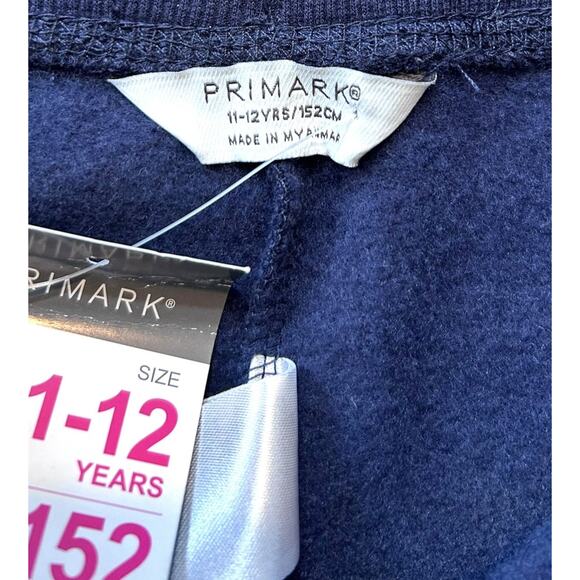 PRIMARK®
11-12YRS/152CM
MADE IN MYANMAR
RIMARK®
SIZE
1-12
YEARS
152